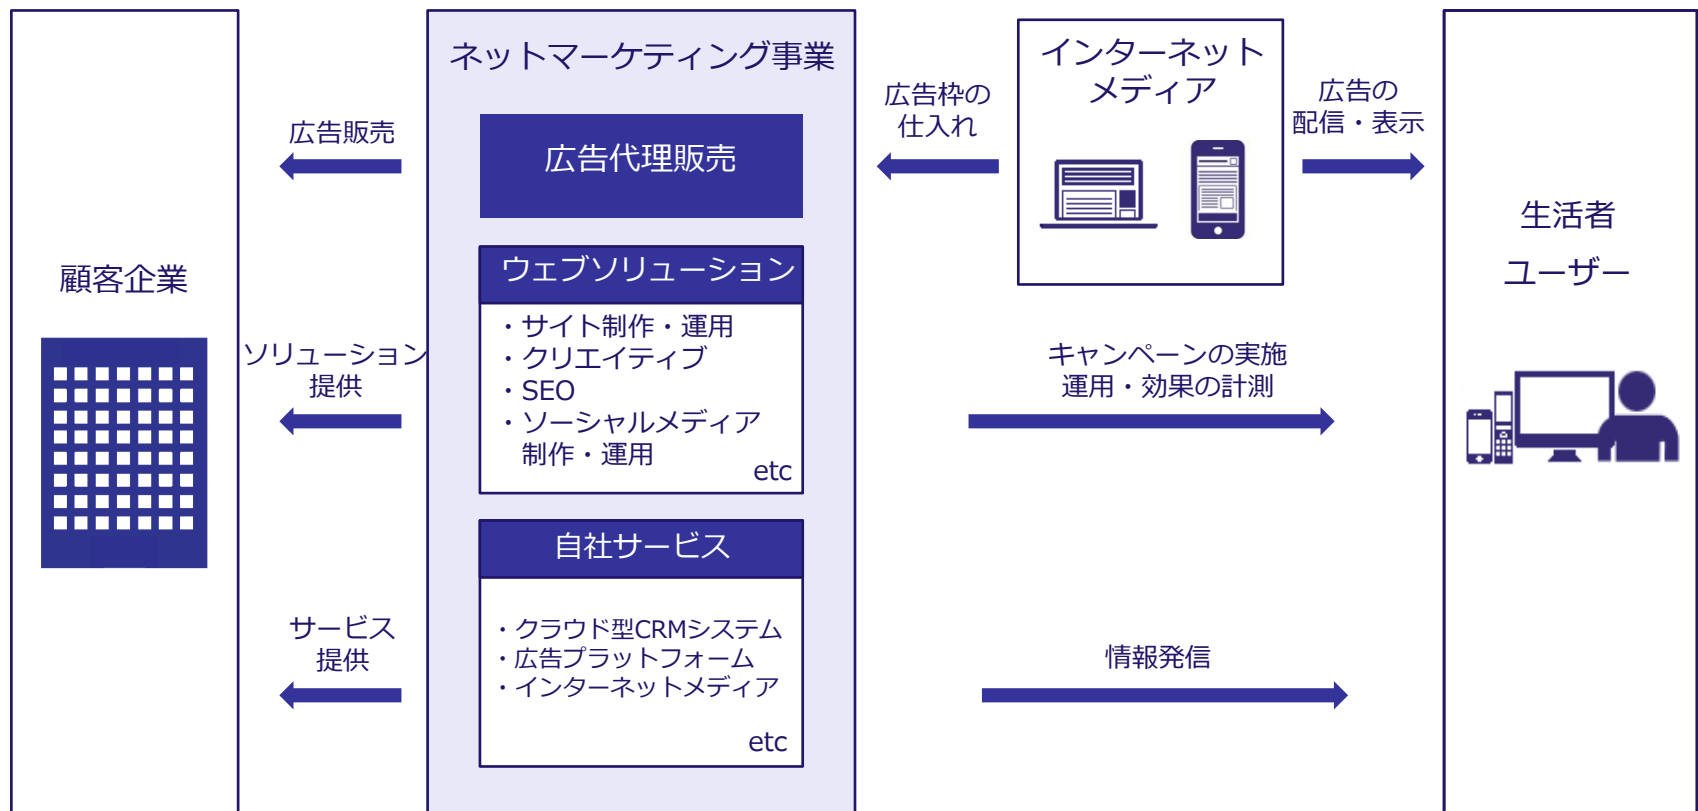 顧客企業
広告販売
ソリューション
提供
サービス
提供
ネットマーケティング事業
広告代理販売
ウェブソリューション
・サイト制作・運用
・クリエイティブ
・SEO
・ソーシャルメディア
制作・運用
etc
自社サービス
・クラウド型CRMシステム
・広告プラットフォーム
・インターネットメディア
etc
広告枠の
仕入れ
インターネット
メディア
広告の
配信・表示
キャンペーンの実施
運用・効果の計測
情報発信
生活者
ユーザー